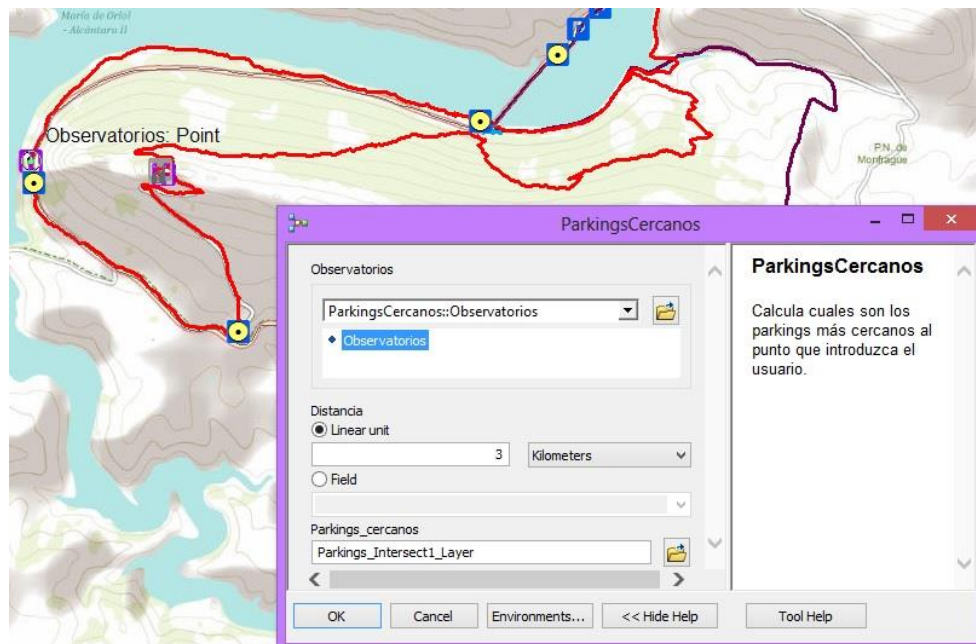 María de Oriol
- Alcántara II
P
Observatorios: Point
P.N. de
Monfragüe
ParkingsCercanos
Observatorios
ParkingsCercanos::Observatorios
Observatorios
Distancia
Linear unit
3 Kilometers
Field
Parkings_cercanos
Parkings_Intersect1_Layer
OK Cancel Environments... << Hide Help Tool Help
ParkingsCercanos
Calcula cuales son los
parkings más cercanos al
punto que introduzca el
usuario.